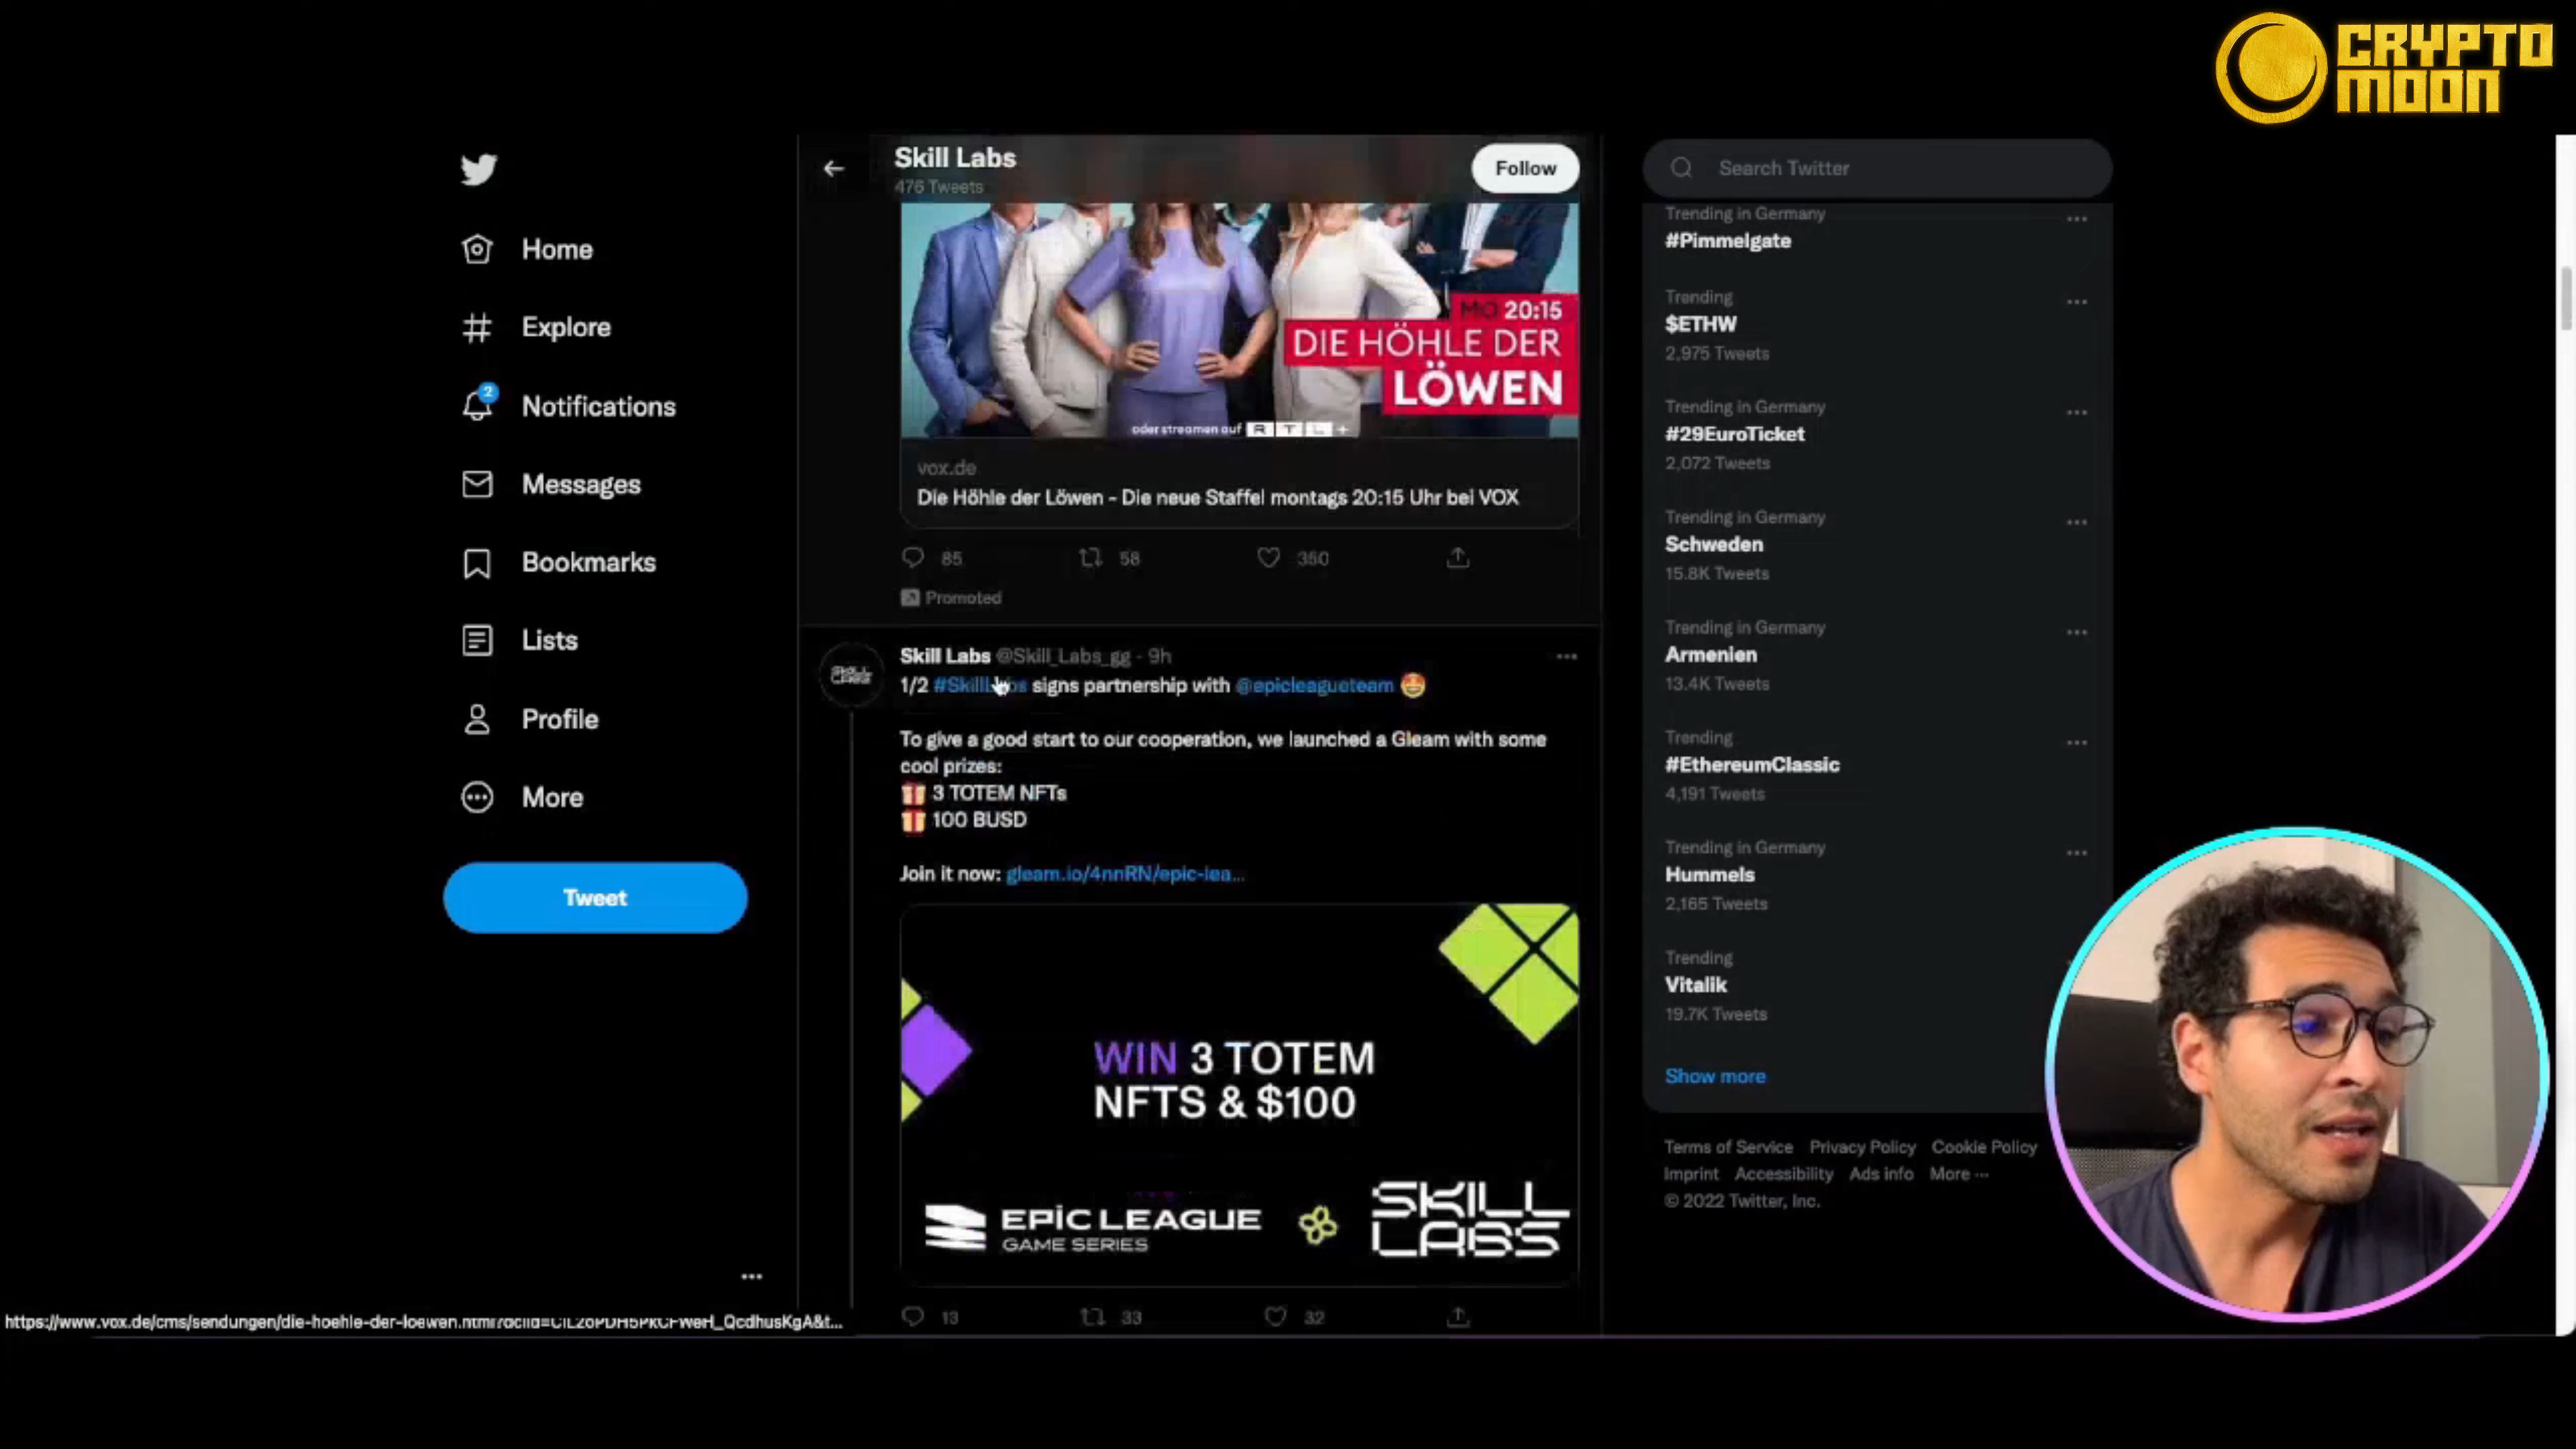 CRYPTO
MOON
Skill Labs
476 Tweets
Follow
Search Twitter
Home
Explore
2
Notifications
Messages
Bookmarks
Lists
Profile
More
Tweet
MO 20:15
DIE HÖHLE DER
LÖWEN
oder streamen auf RTL+
vox.de
Die Höhle der Löwen - Die neue Staffel montags 20:15 Uhr bei VOX
85 58 350
Promoted
Skill Labs @Skill_Labs_gg · 9h
1/2 #SkillLabs signs partnership with @epicleagueteam 🤩
To give a good start to our cooperation, we launched a Gleam with some
cool prizes:
🎁 3 TOTEM NFTs
🎁 100 BUSD
Join it now: gleam.io/4nnRN/epic-lea...
WIN 3 TOTEM
NFTS & $100
EPIC LEAGUE
GAME SERIES
SKILL
LABS
SKILL
LABS
13 33 32
Trending in Germany
#Pimmelgate
Trending
$ETHW
2,975 Tweets
Trending in Germany
#29EuroTicket
2,072 Tweets
Trending in Germany
Schweden
15.8K Tweets
Trending in Germany
Armenien
13.4K Tweets
Trending
#EthereumClassic
4,191 Tweets
Trending in Germany
Hummels
2,165 Tweets
Trending
Vitalik
19.7K Tweets
Show more
Terms of Service Privacy Policy Cookie Policy
Imprint Accessibility Ads info More ...
© 2022 Twitter, Inc.